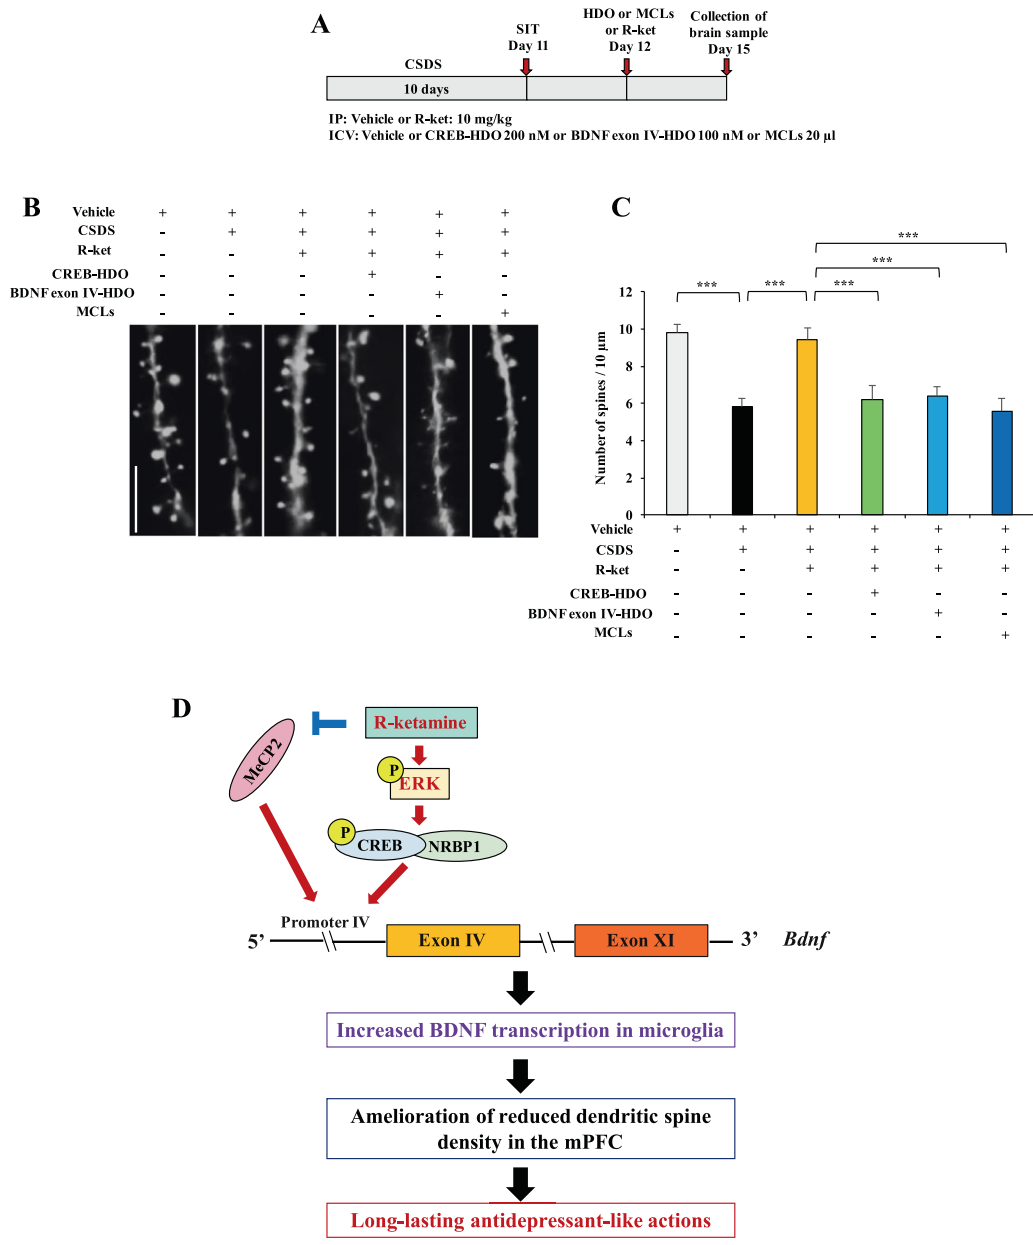 A
SIT
Day 11
HDO or MCLs
or R-ket
Day 12
Collection of
brain sample
Day 15
CSDS
10 days
IP: Vehicle or R-ket: 10 mg/kg
ICV: Vehicle or CREB-HDO 200 nM or BDNF exon IV-HDO 100 nM or MCLs 20 µl
B
Vehicle + + + + + +
CSDS - + + + + +
R-ket - - + + + +
CREB-HDO - - - + - -
BDNF exon IV-HDO - - - - + -
MCLs - - - - - +
C
*** *** *** *** ***
Number of spines / 10 µm
12
10
8
6
4
2
0
Vehicle + + + + + +
CSDS - + + + + +
R-ket - - + + + +
CREB-HDO - - - + - -
BDNF exon IV-HDO - - - - + -
MCLs - - - - - +
D
R-ketamine
MeCP2
P
ERK
P
CREB NRBP1
Promoter IV
5’ Exon IV Exon XI 3’ Bdnf
Increased BDNF transcription in microglia
Amelioration of reduced dendritic spine
density in the mPFC
Long-lasting antidepressant-like actions